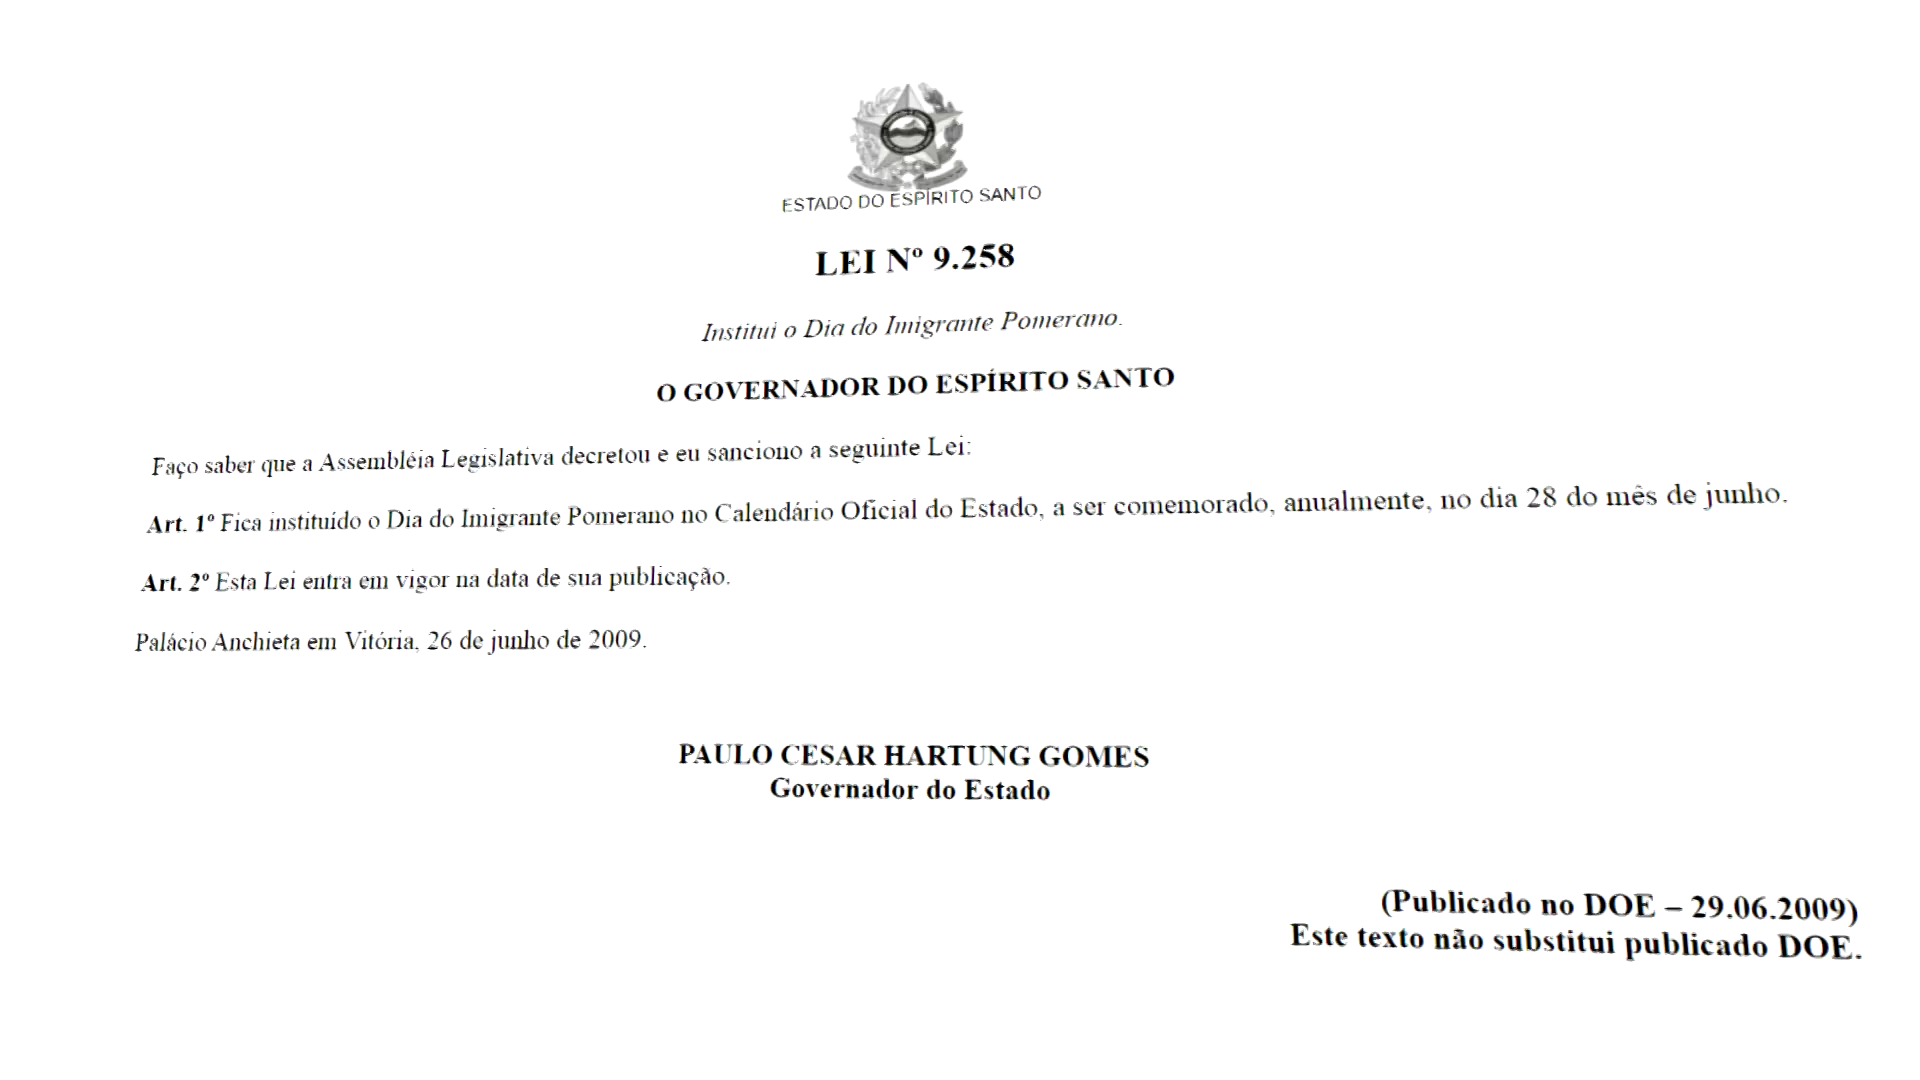 ESTADO DO ESPÍRITO SANTO
LEI Nº 9.258
Institui o Dia do Imigrante Pomerano.
O GOVERNADOR DO ESPÍRITO SANTO
Faço saber que a Assembléia Legislativa decretou e eu sanciono a seguinte Lei:
Art. 1º Fica instituído o Dia do Imigrante Pomerano no Calendário Oficial do Estado, a ser comemorado, anualmente, no dia 28 do mês de junho.
Art. 2º Esta Lei entra em vigor na data de sua publicação.
Palácio Anchieta em Vitória, 26 de junho de 2009.
PAULO CESAR HARTUNG GOMES
Governador do Estado
(Publicado no DOE – 29.06.2009)
Este texto não substitui publicado DOE.